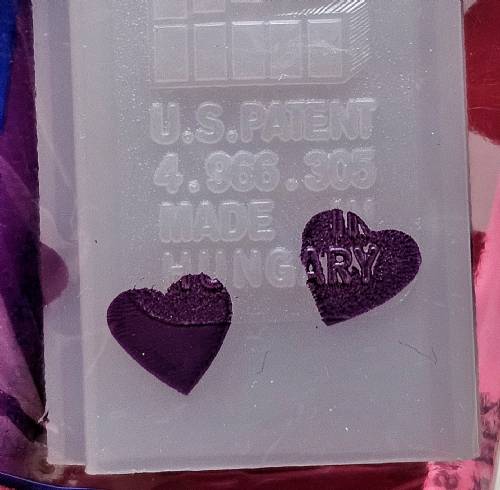 U.S.PATENT
4.966.305
MADE IN
HUNGARY